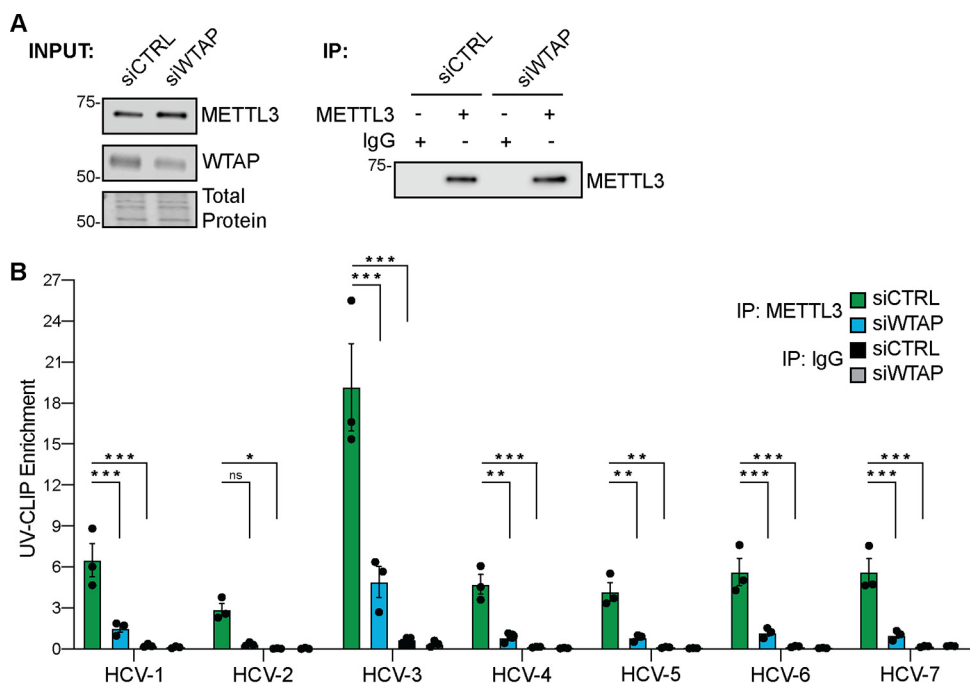 A
INPUT:
siCTRL
siWTAP
75-
METTL3
WTAP
50-
50-
Total
Protein
IP:
siCTRL
siWTAP
METTL3 - + - +
IgG + - + -
75-
METTL3
B
UV-CLIP Enrichment
27
24
21
18
15
12
9
6
3
0
*** ***
ns *
*** ***
** ***
** **
*** ***
*** ***
HCV-1 HCV-2 HCV-3 HCV-4 HCV-5 HCV-6 HCV-7
IP: METTL3
siCTRL
siWTAP
IP: IgG
siCTRL
siWTAP